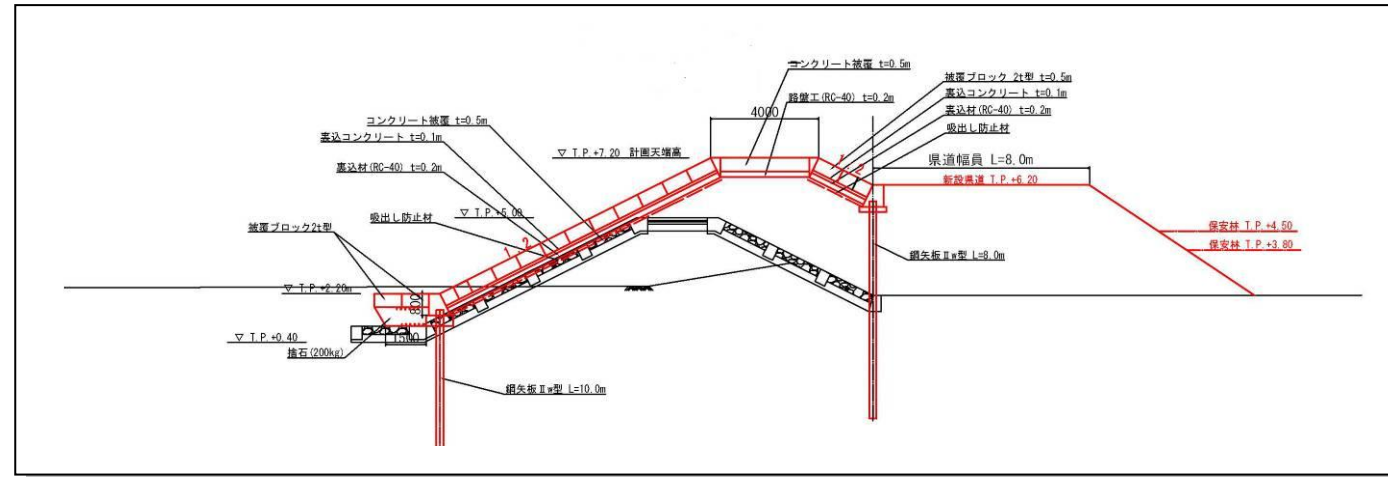 コンクリート被覆 t=0.5m
被覆ブロック 2t型 t=0.5m
裏込コンクリート t=0.1m
裏込材(RC-40) t=0.2m
吸出し防止材
路盤工(RC-40) t=0.2m
4000
コンクリート被覆 t=0.5m
裏込コンクリート t=0.1m
裏込材(RC-40) t=0.2m
▽ T.P.+7.20 計画天端高
1
2
県道幅員 L=8.0m
新設県道 T.P.+6.20
▽ T.P.+5.00
吸出し防止材
被覆ブロック2t型
1
2
保安林 T.P.+4.50
保安林 T.P.+3.80
鋼矢板Ⅱw型 L=8.0m
▽ T.P.+2.20m
800
▽ T.P.+0.40
1500
捨石(200kg)
鋼矢板Ⅱw型 L=10.0m